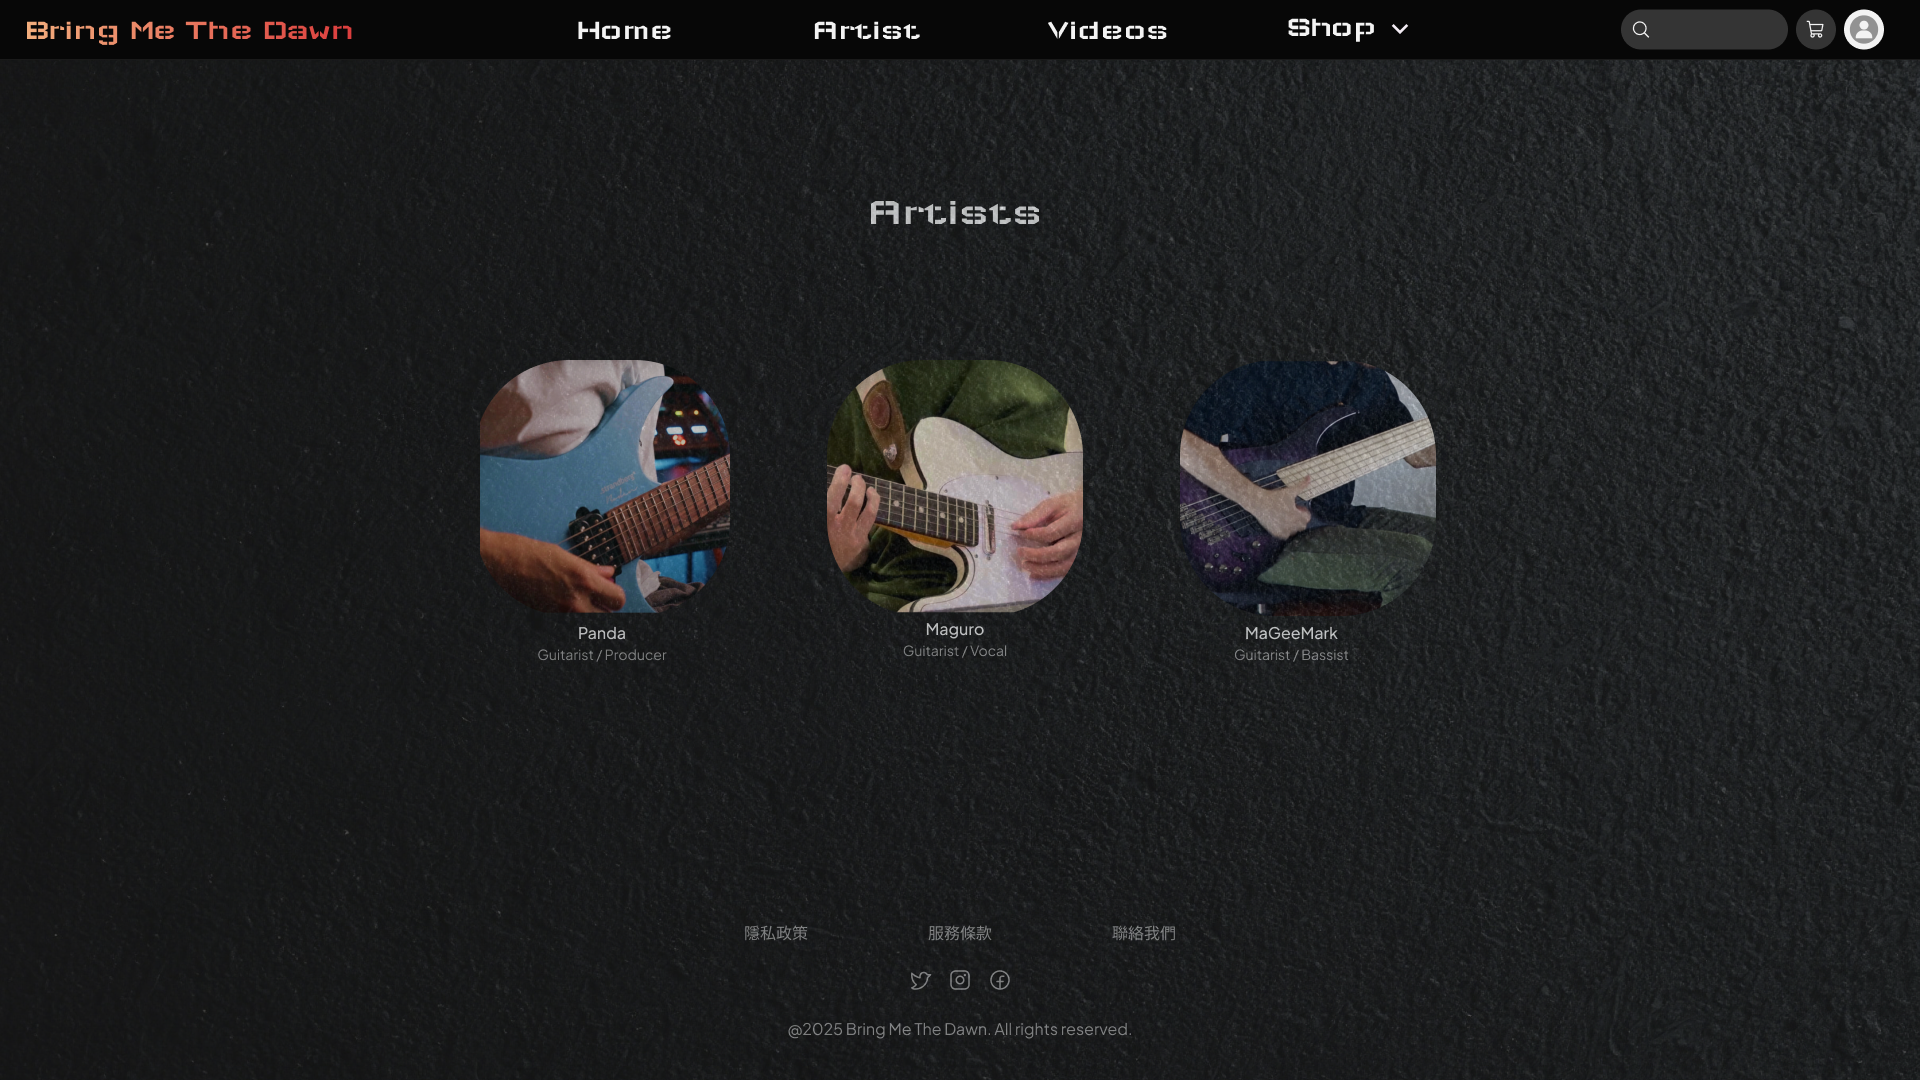 Bring Me The Dawn
Home
Artist
Videos
Shop
Artists
Panda
Guitarist / Producer
Maguro
Guitarist / Vocal
MaGeeMark
Guitarist / Bassist
隱私政策
服務條款
聯絡我們
@2025 Bring Me The Dawn. All rights reserved.